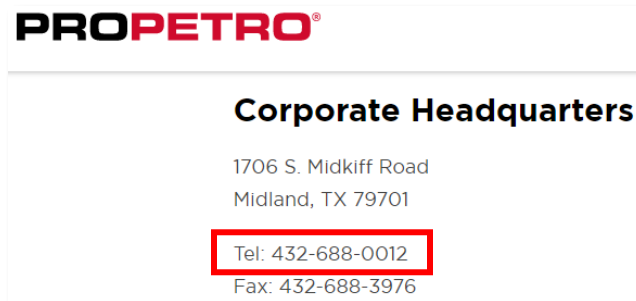 PROPETRO®
Corporate Headquarters
1706 S. Midkiff Road
Midland, TX 79701
Tel: 432-688-0012
Fax: 432-688-3976